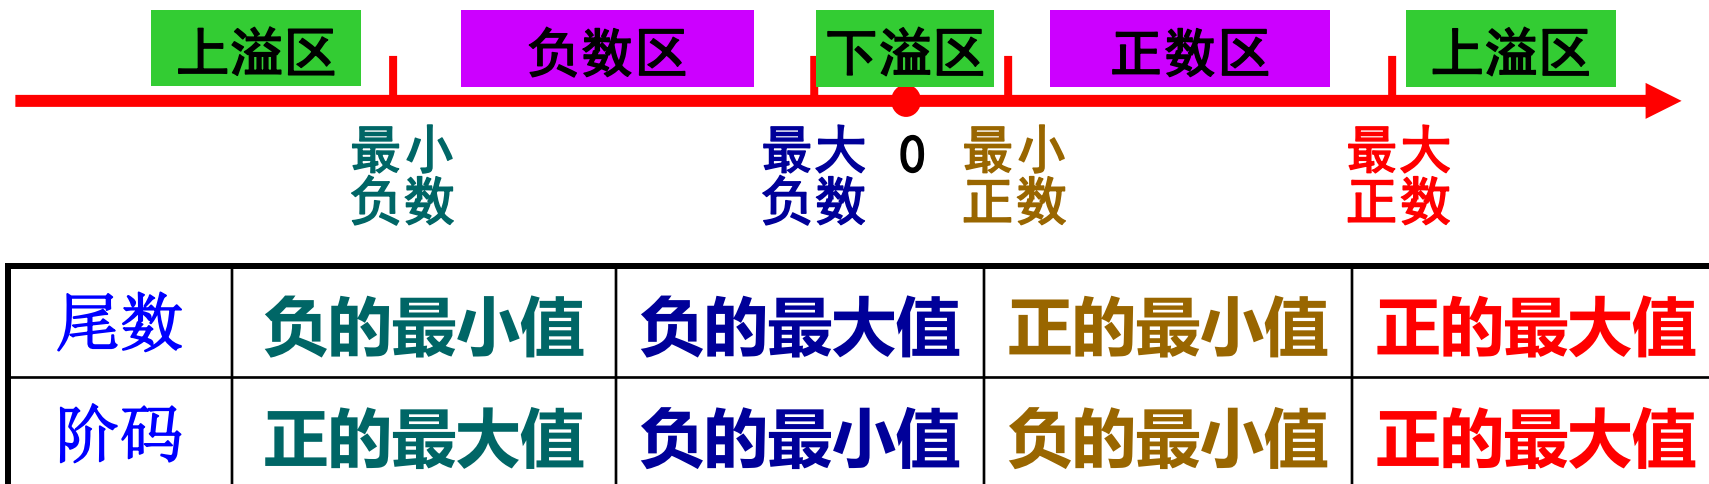 上溢区 负数区 下溢区 正数区 上溢区
最小 最大 0 最小 最大
负数 负数 正数 正数
尾数 负的最小值 负的最大值 正的最小值 正的最大值
阶码 正的最大值 负的最小值 负的最小值 正的最大值